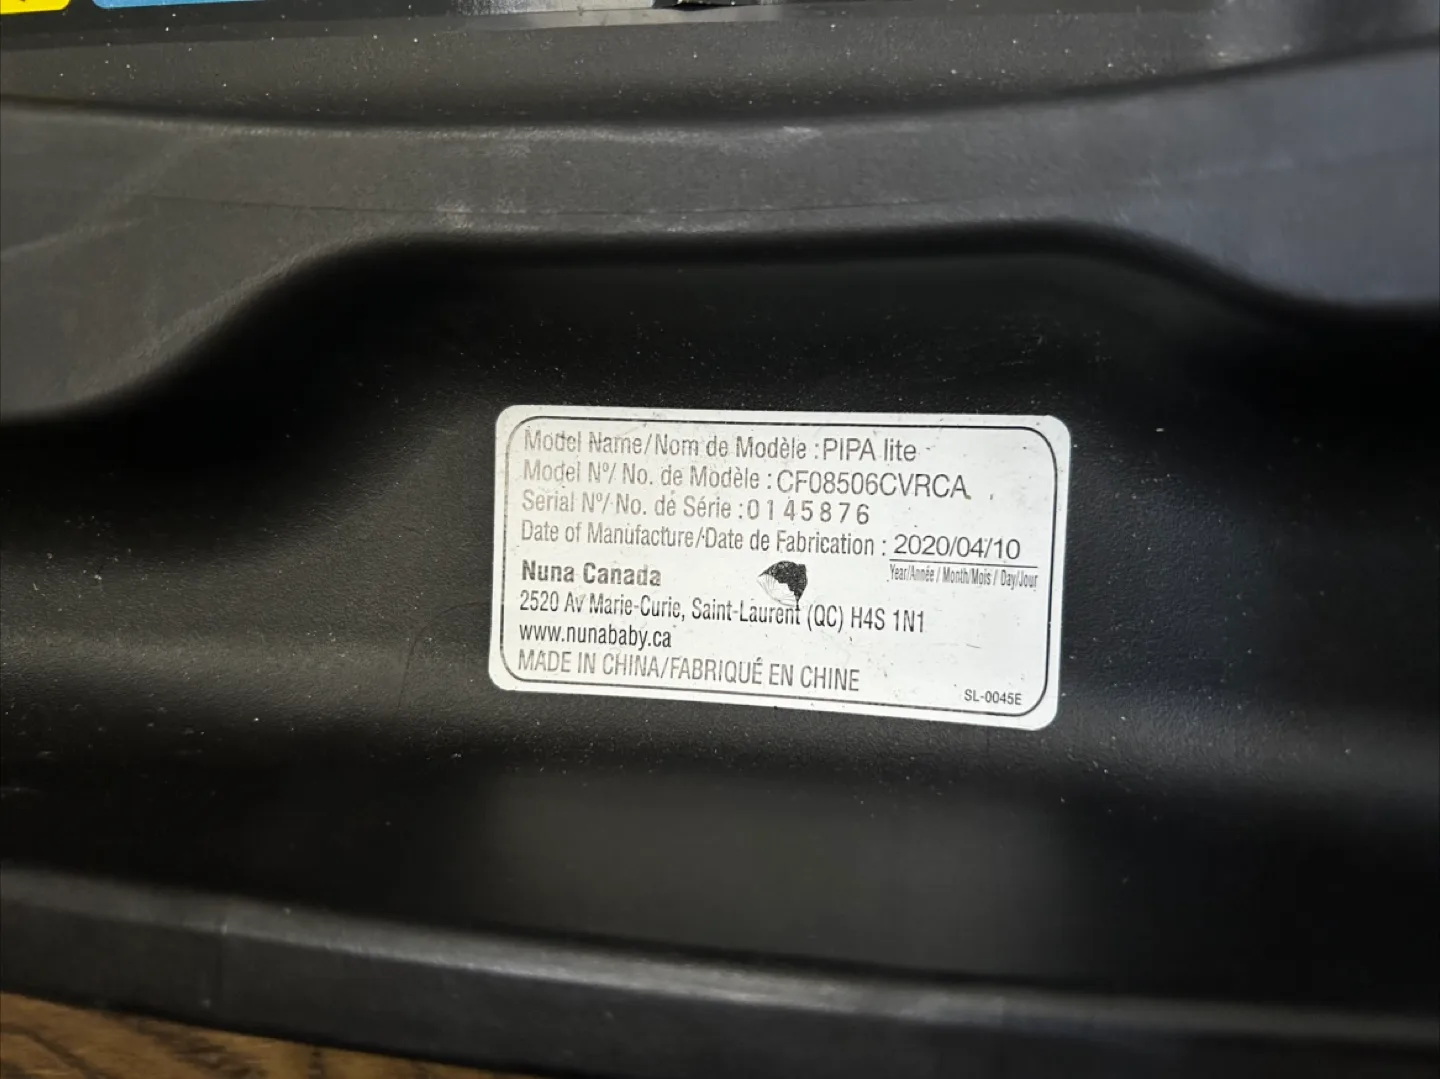 Model Name/Nom de Modèle : PIPA lite
Model Nº/ No. de Modèle : CF08506CVRCA
Serial Nº/ No. de Série : 0145876
Date of Manufacture/Date de Fabrication : 2020/04/10
Year/Année / Month/Mois / Day/Jour
Nuna Canada
2520 Av Marie-Curie, Saint-Laurent (QC) H4S 1N1
www.nunababy.ca
MADE IN CHINA/FABRIQUÉ EN CHINE
SL-0045E